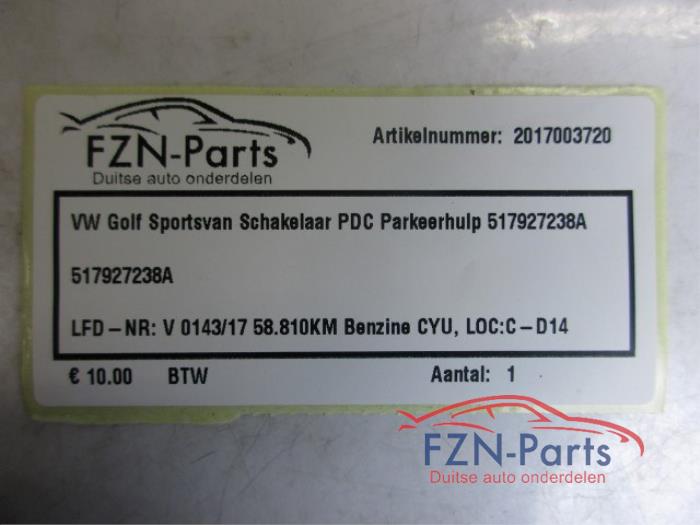 FZN-Parts
Duitse auto onderdelen
Artikelnummer: 2017003720
VW Golf Sportsvan Schakelaar PDC Parkeerhulp 517927238A
517927238A
LFD-NR: V 0143/17 58.810KM Benzine CYU, LOC:C-D14
€ 10.00 BTW Aantal: 1
FZN-Parts
Duitse auto onderdelen